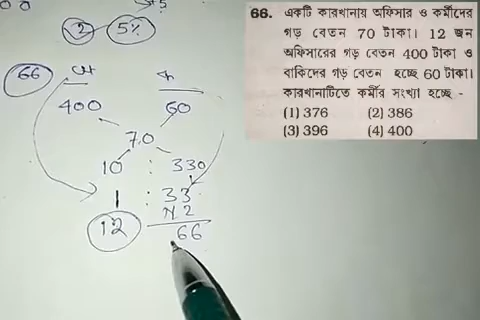 2 5%
66. একটি কারখানায় অফিসার ও কর্মীদের
গড় বেতন 70 টাকা। 12 জন
অফিসারের গড় বেতন 400 টাকা ও
বাকিদের গড় বেতন হচ্ছে 60 টাকা।
কারখানাটিতে কর্মীর সংখ্যা হচ্ছে -
(1) 376 (2) 386
(3) 396 (4) 400
66
400 60
70
10 : 330
1 : 33
12
66